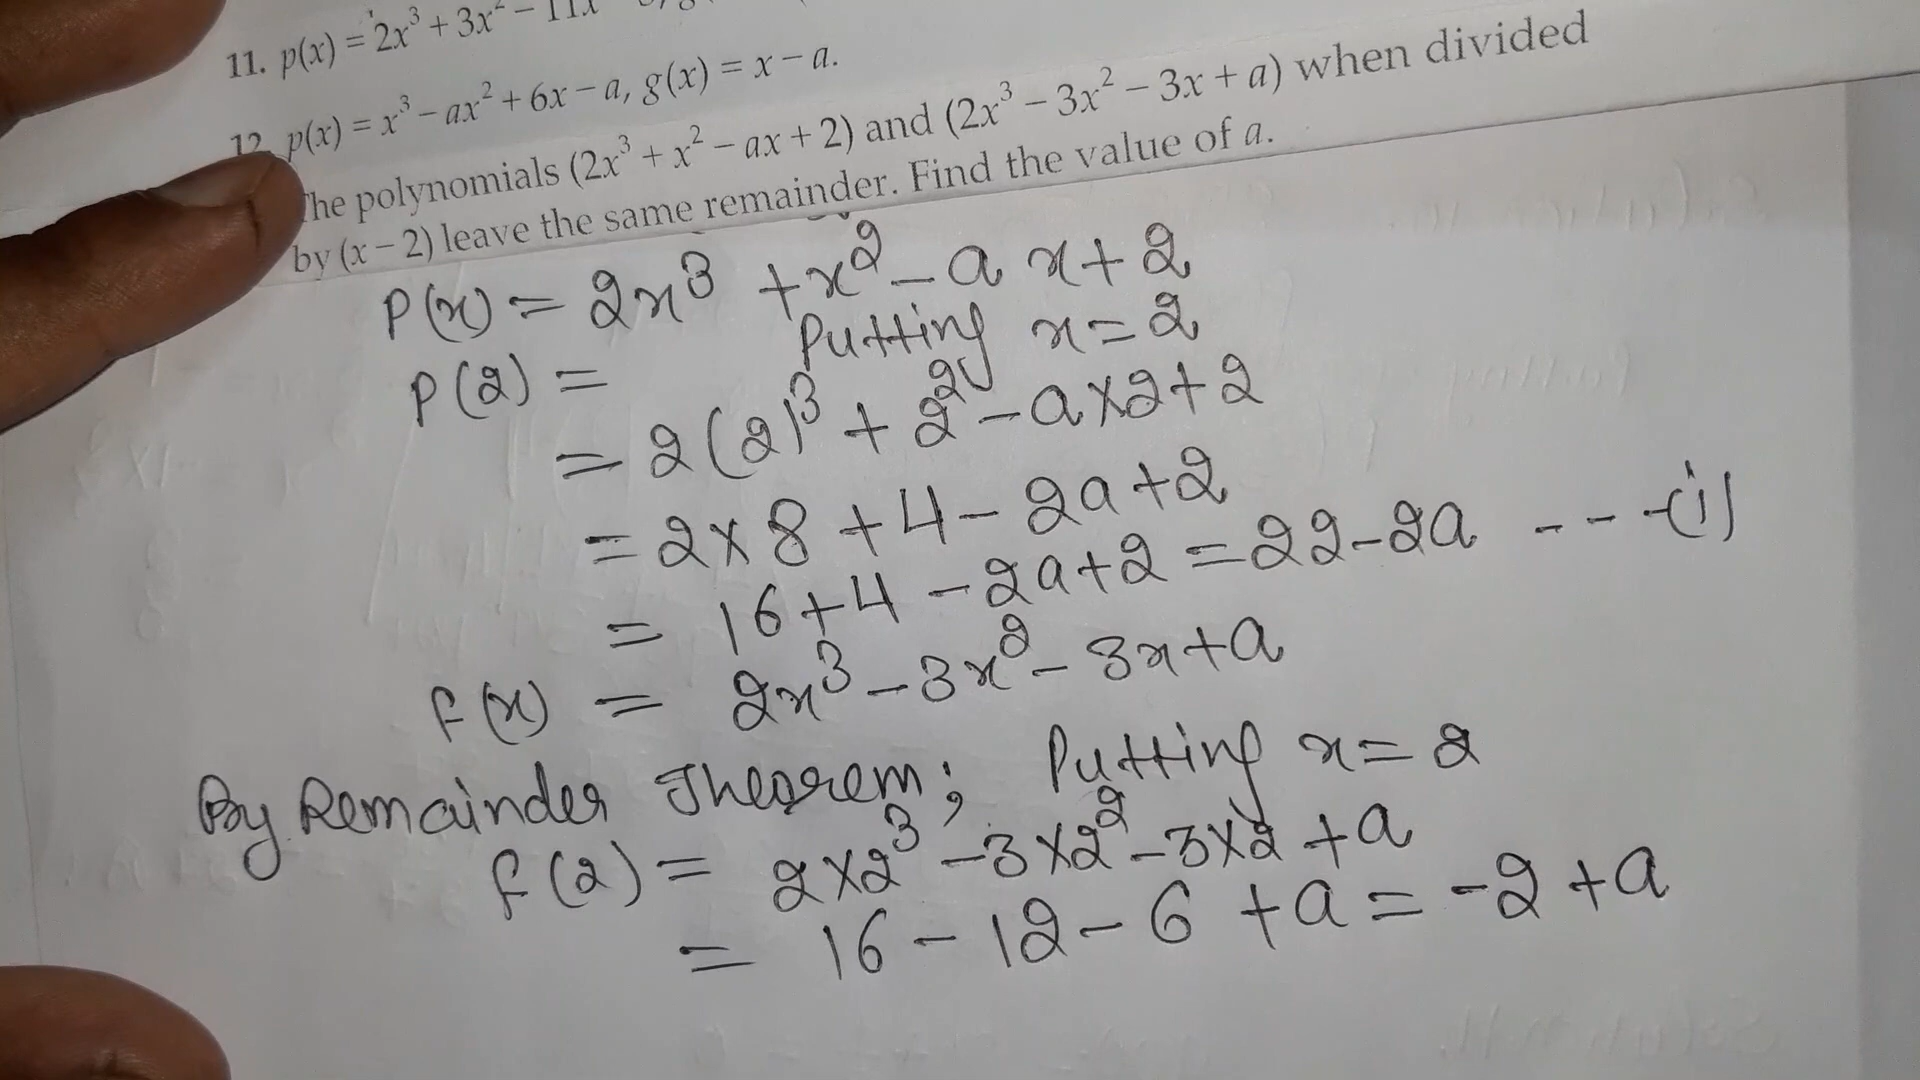 11. p(x) = 2x³ + 3x² − 11x
12. p(x) = x³ − ax² + 6x − a, g(x) = x − a.
The polynomials (2x³ + x² − ax + 2) and (2x³ − 3x² − 3x + a) when divided
by (x − 2) leave the same remainder. Find the value of a.
P(x) = 2x³ + x² − a x + 2
Putting x = 2
P(2) =
= 2(2)³ + 2² − a×2 + 2
= 2×8 + 4 − 2a + 2
= 16 + 4 − 2a + 2 = 22 − 2a ---(i)
f(x) = 2x³ − 3x² − 3x + a
By Remainder Theorem; Putting x = 2
f(2) = 2×2³ − 3×2² − 3×2 + a
= 16 − 12 − 6 + a = −2 + a